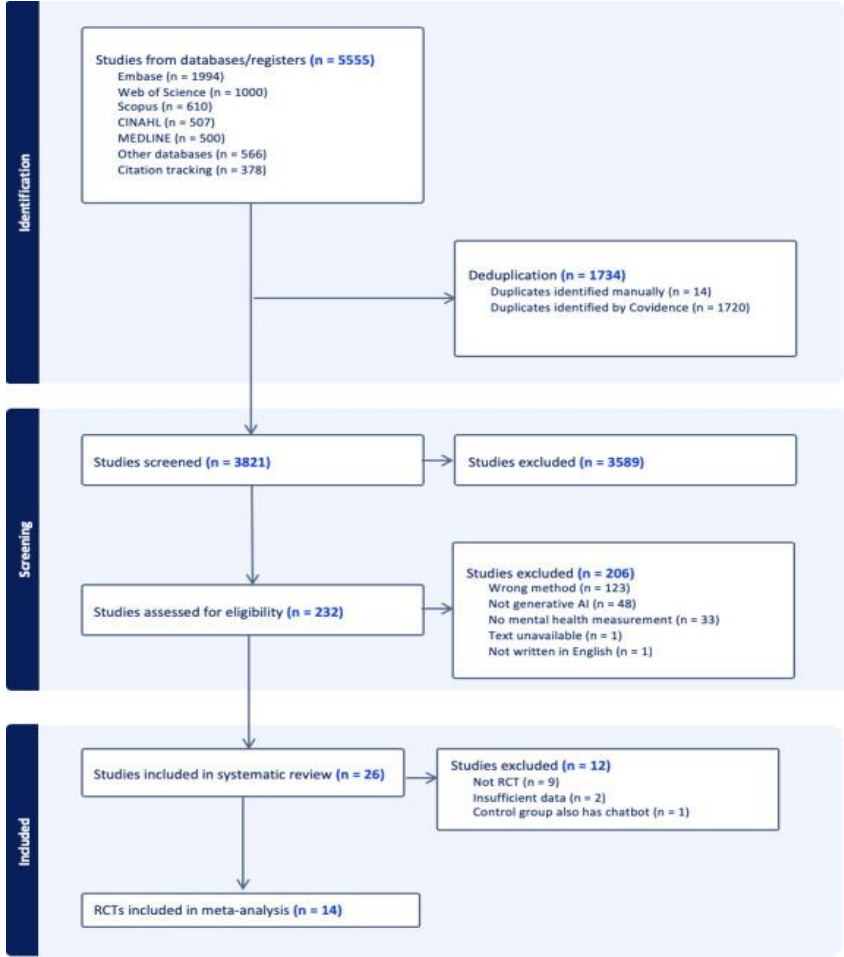 Identification
Studies from databases/registers (n = 5555)
Embase (n = 1994)
Web of Science (n = 1000)
Scopus (n = 610)
CINAHL (n = 507)
MEDLINE (n = 500)
Other databases (n = 566)
Citation tracking (n = 378)
Deduplication (n = 1734)
Duplicates identified manually (n = 14)
Duplicates identified by Covidence (n = 1720)
Screening
Studies screened (n = 3821)
Studies excluded (n = 3589)
Studies assessed for eligibility (n = 232)
Studies excluded (n = 206)
Wrong method (n = 123)
Not generative AI (n = 48)
No mental health measurement (n = 33)
Text unavailable (n = 1)
Not written in English (n = 1)
Included
Studies included in systematic review (n = 26)
Studies excluded (n = 12)
Not RCT (n = 9)
Insufficient data (n = 2)
Control group also has chatbot (n = 1)
RCTs included in meta-analysis (n = 14)